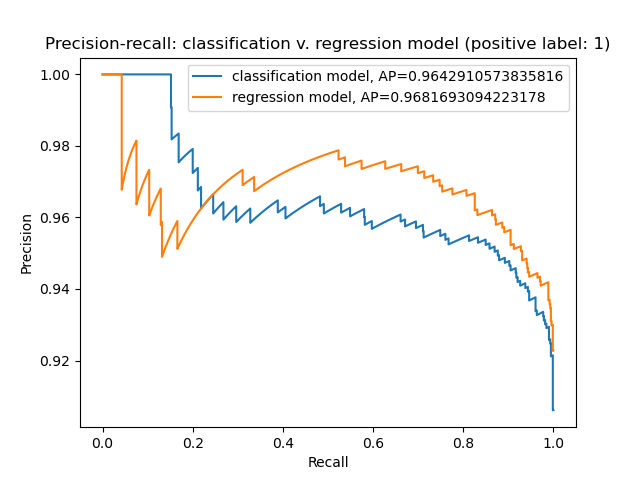 Precision-recall: classification v. regression model (positive label: 1)
classification model, AP=0.9642910573835816
regression model, AP=0.9681693094223178
1.00
0.98
0.96
0.94
0.92
Precision
0.0 0.2 0.4 0.6 0.8 1.0
Recall